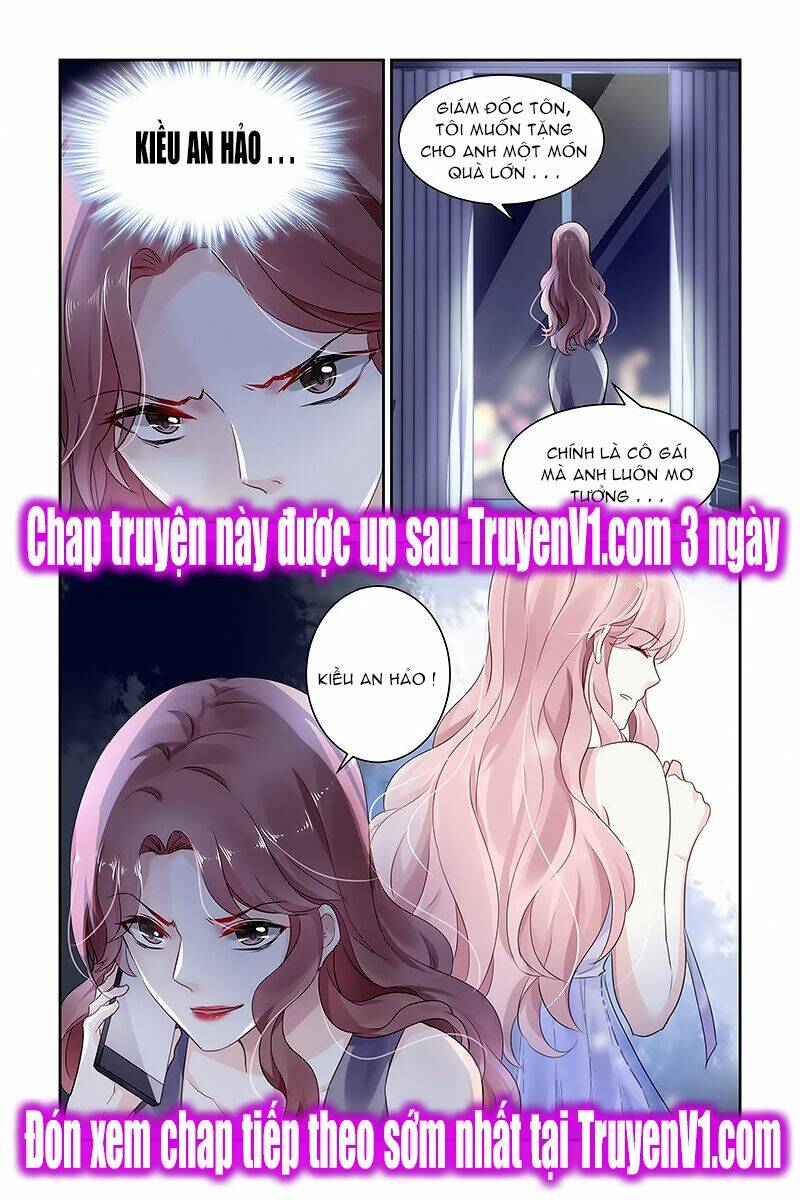 KIỀU AN HẢO . . .
GIÁM ĐỐC TÔN,
TÔI MUỐN TẶNG
CHO ANH MỘT MÓN
QUÀ LỚN . . .
CHÍNH LÀ CÔ GÁI
MÀ ANH LUÔN MƠ
TƯỞNG . . .
Chap truyện này được up sau TruyenV1.com 3 ngày
KIỀU AN HẢO !
Đón xem chap tiếp theo sớm nhất tại TruyenV1.com